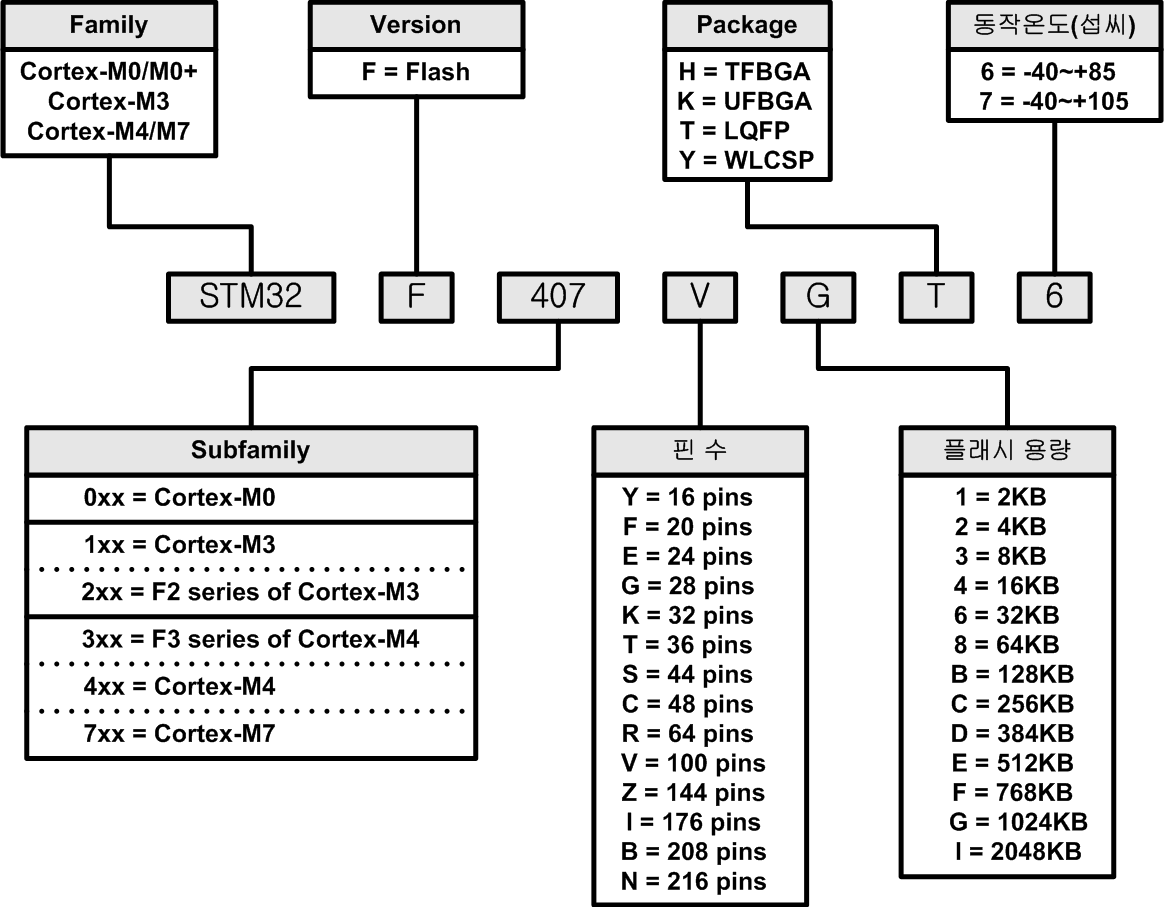 Family
Cortex-M0/M0+
Cortex-M3
Cortex-M4/M7
Version
F = Flash
Package
H = TFBGA
K = UFBGA
T = LQFP
Y = WLCSP
동작온도(섭씨)
6 = -40~+85
7 = -40~+105
STM32
F
407
V
G
T
6
Subfamily
0xx = Cortex-M0
1xx = Cortex-M3
2xx = F2 series of Cortex-M3
3xx = F3 series of Cortex-M4
4xx = Cortex-M4
7xx = Cortex-M7
핀 수
Y = 16 pins
F = 20 pins
E = 24 pins
G = 28 pins
K = 32 pins
T = 36 pins
S = 44 pins
C = 48 pins
R = 64 pins
V = 100 pins
Z = 144 pins
I = 176 pins
B = 208 pins
N = 216 pins
플래시 용량
1 = 2KB
2 = 4KB
3 = 8KB
4 = 16KB
6 = 32KB
8 = 64KB
B = 128KB
C = 256KB
D = 384KB
E = 512KB
F = 768KB
G = 1024KB
I = 2048KB